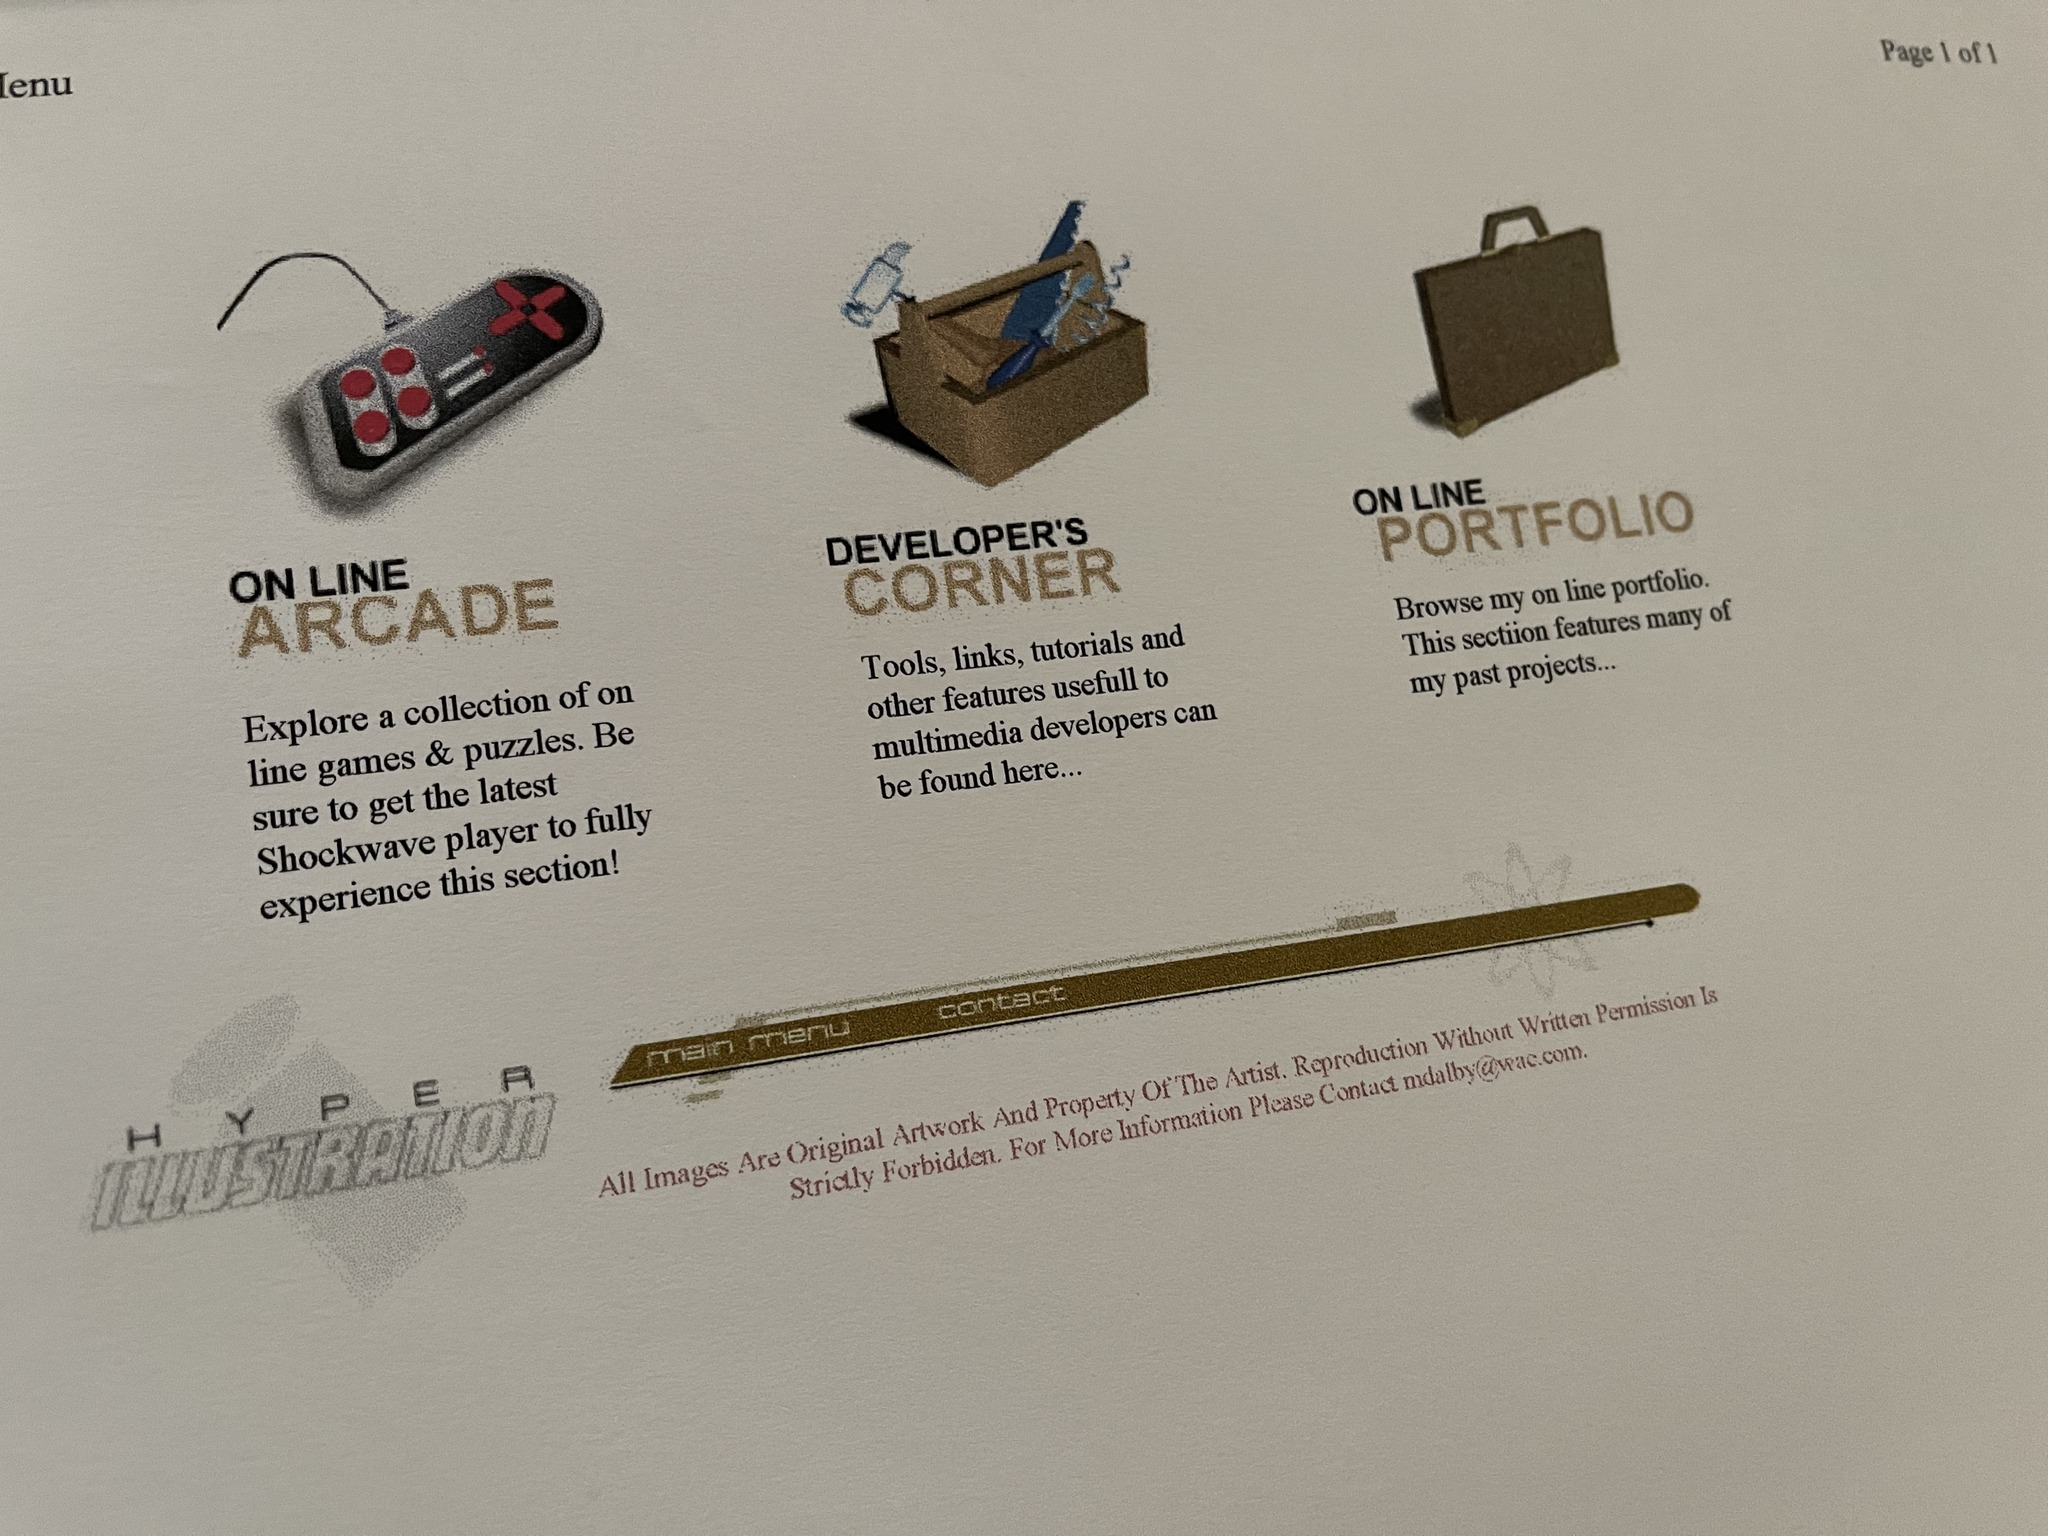 Menu
Page 1 of 1
ON LINE
ARCADE
Explore a collection of on
line games & puzzles. Be
sure to get the latest
Shockwave player to fully
experience this section!
DEVELOPER'S
CORNER
Tools, links, tutorials and
other features usefull to
multimedia developers can
be found here...
ON LINE
PORTFOLIO
Browse my on line portfolio.
This sectiion features many of
my past projects...
main menu contact
HYPER
ILLUSTRATION
All Images Are Original Artwork And Property Of The Artist. Reproduction Without Written Permission Is
Strictly Forbidden. For More Information Please Contact mdalby@wac.com.